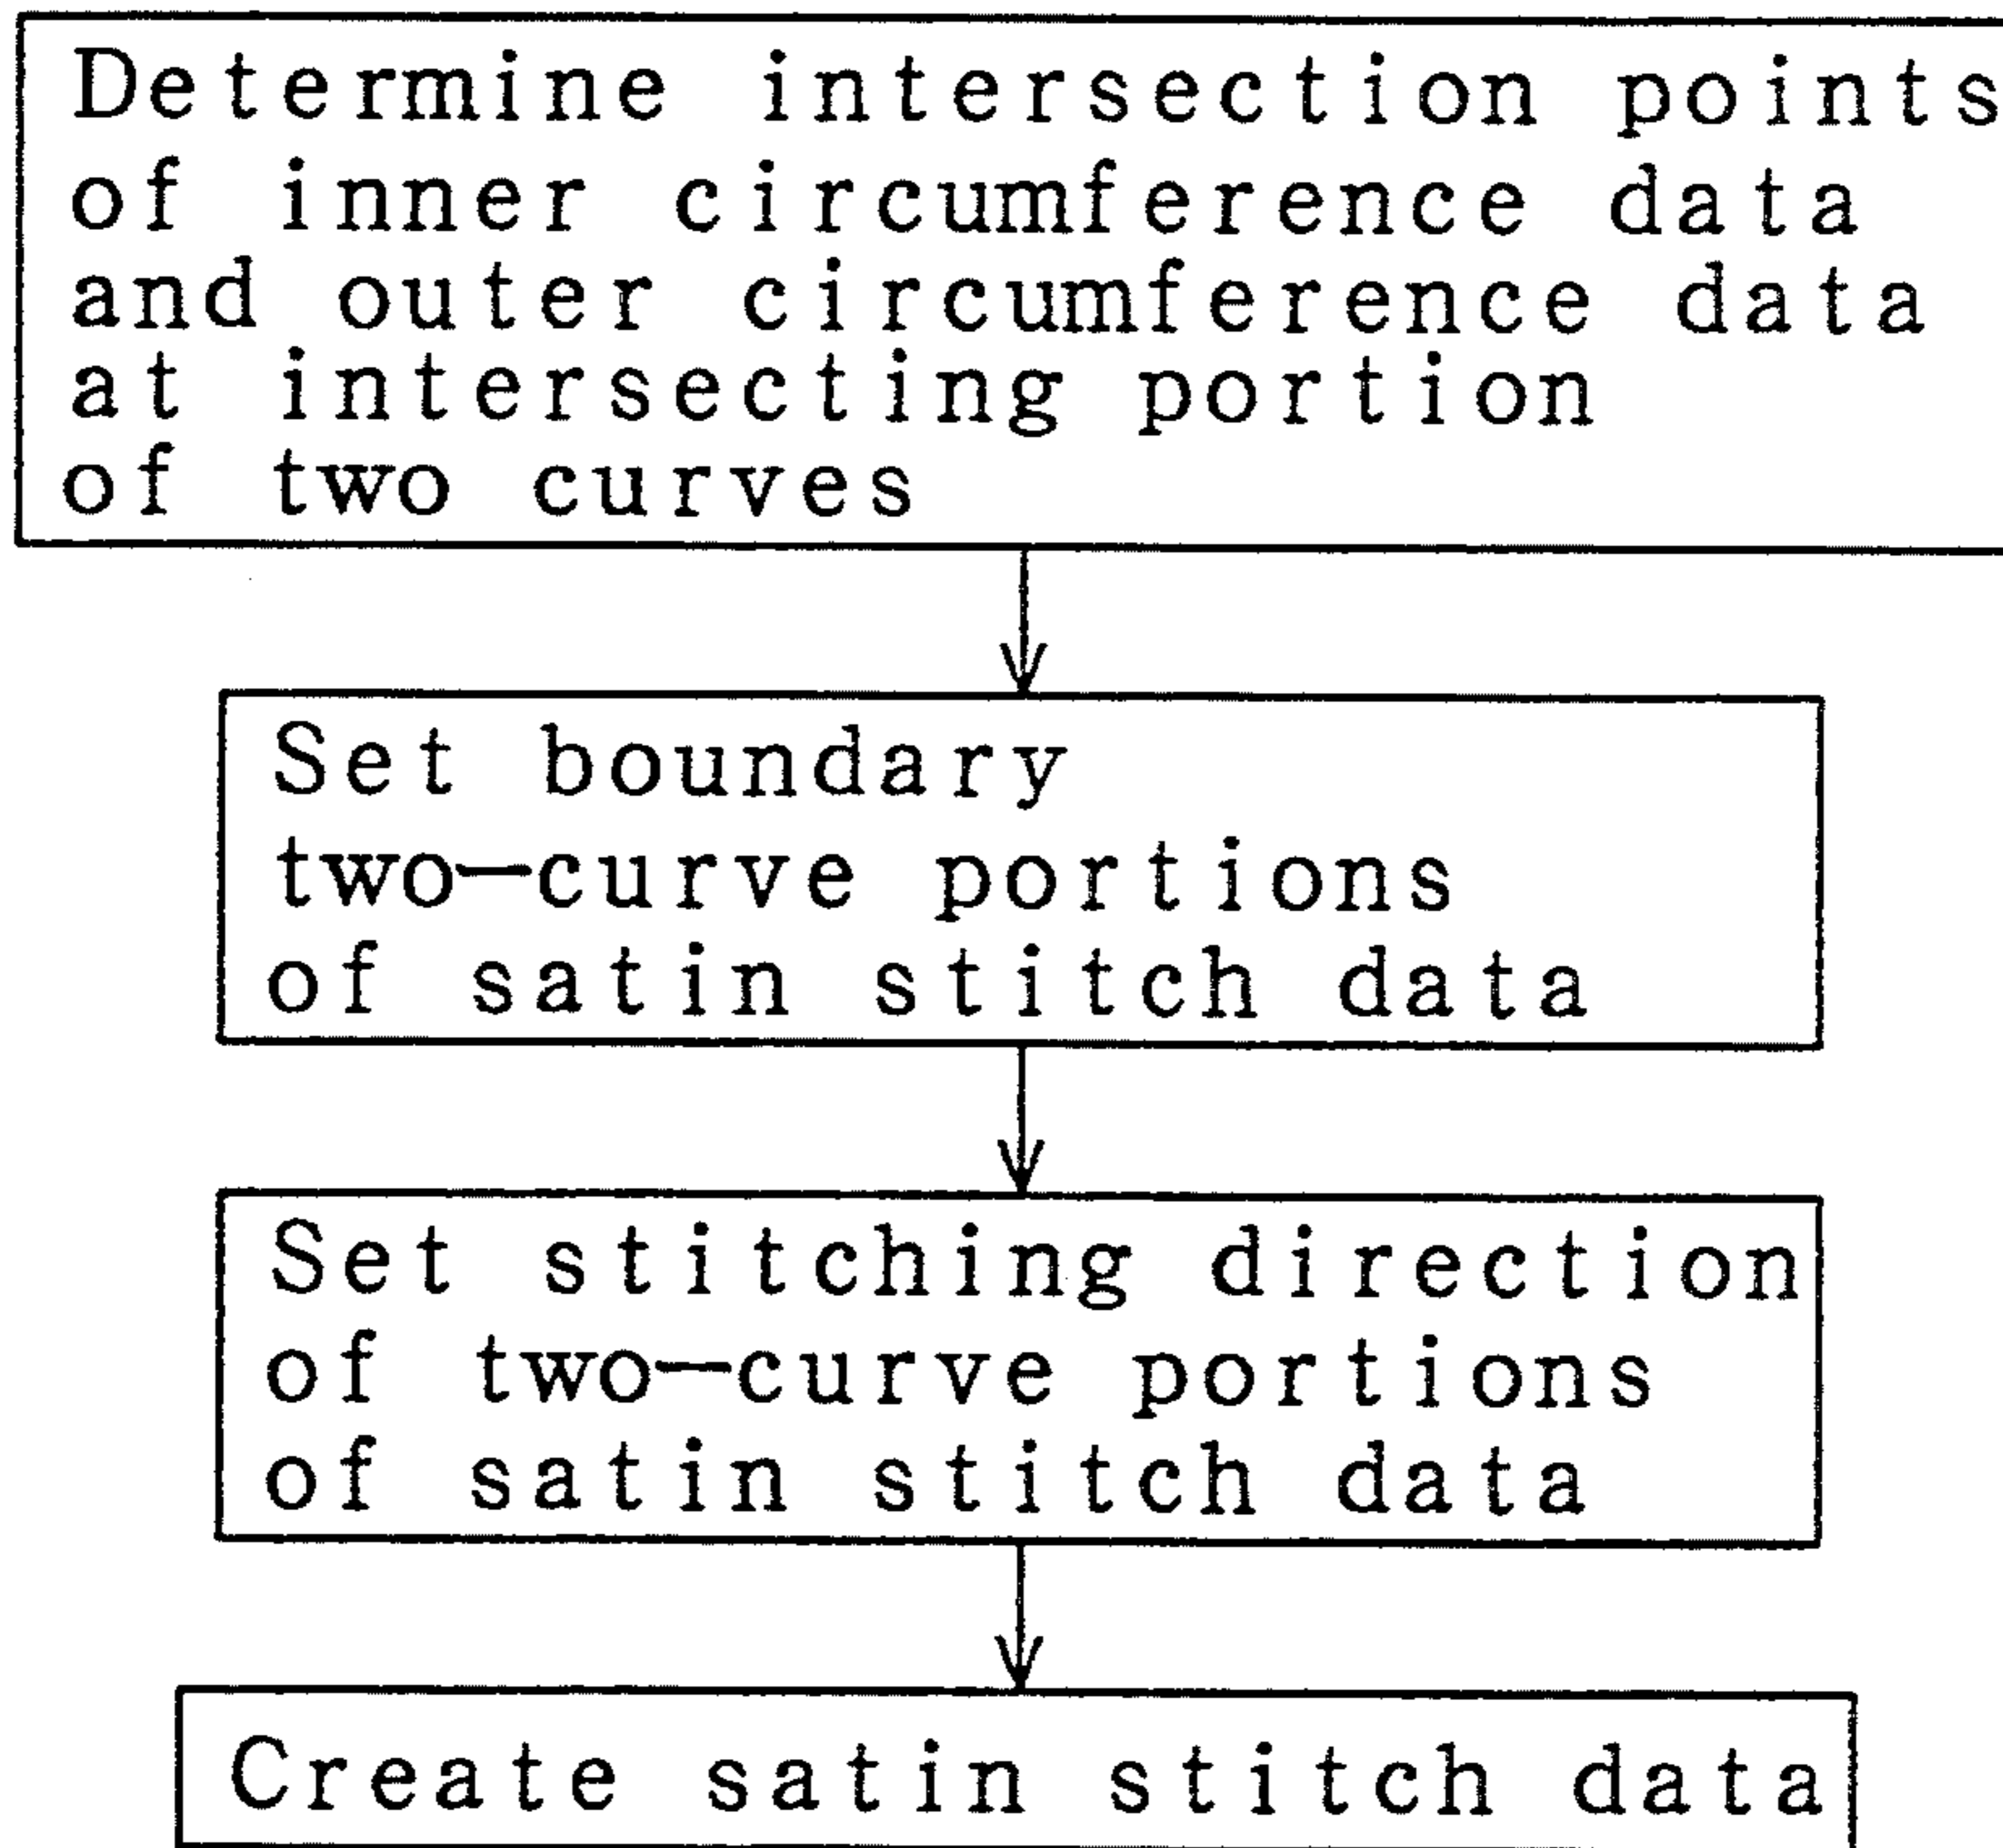 Determine intersection points
of inner circumference data
and outer circumference data
at intersecting portion
of two curves
Set boundary
two—curve portions
of satin stitch data
Set stitching direction
of two—curve portions
of satin stitch data
Create satin stitch data